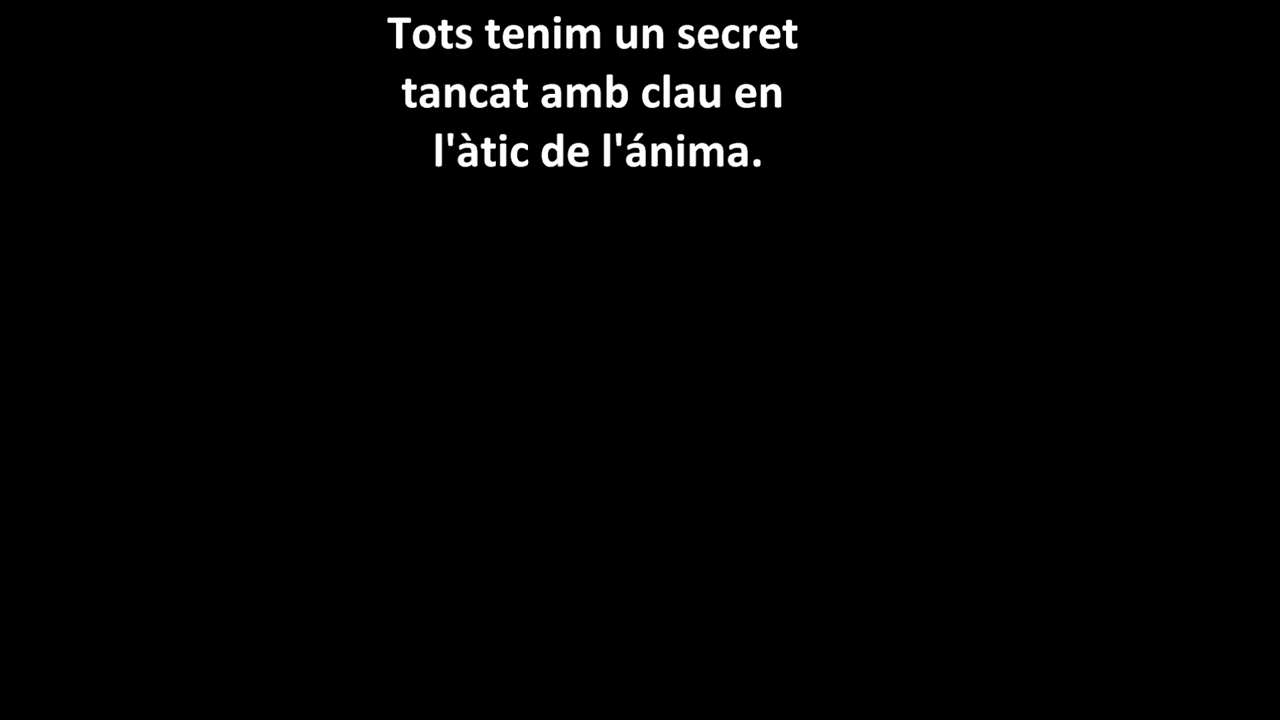 Tots tenim un secret
tancat amb clau en
l'àtic de l'ánima.